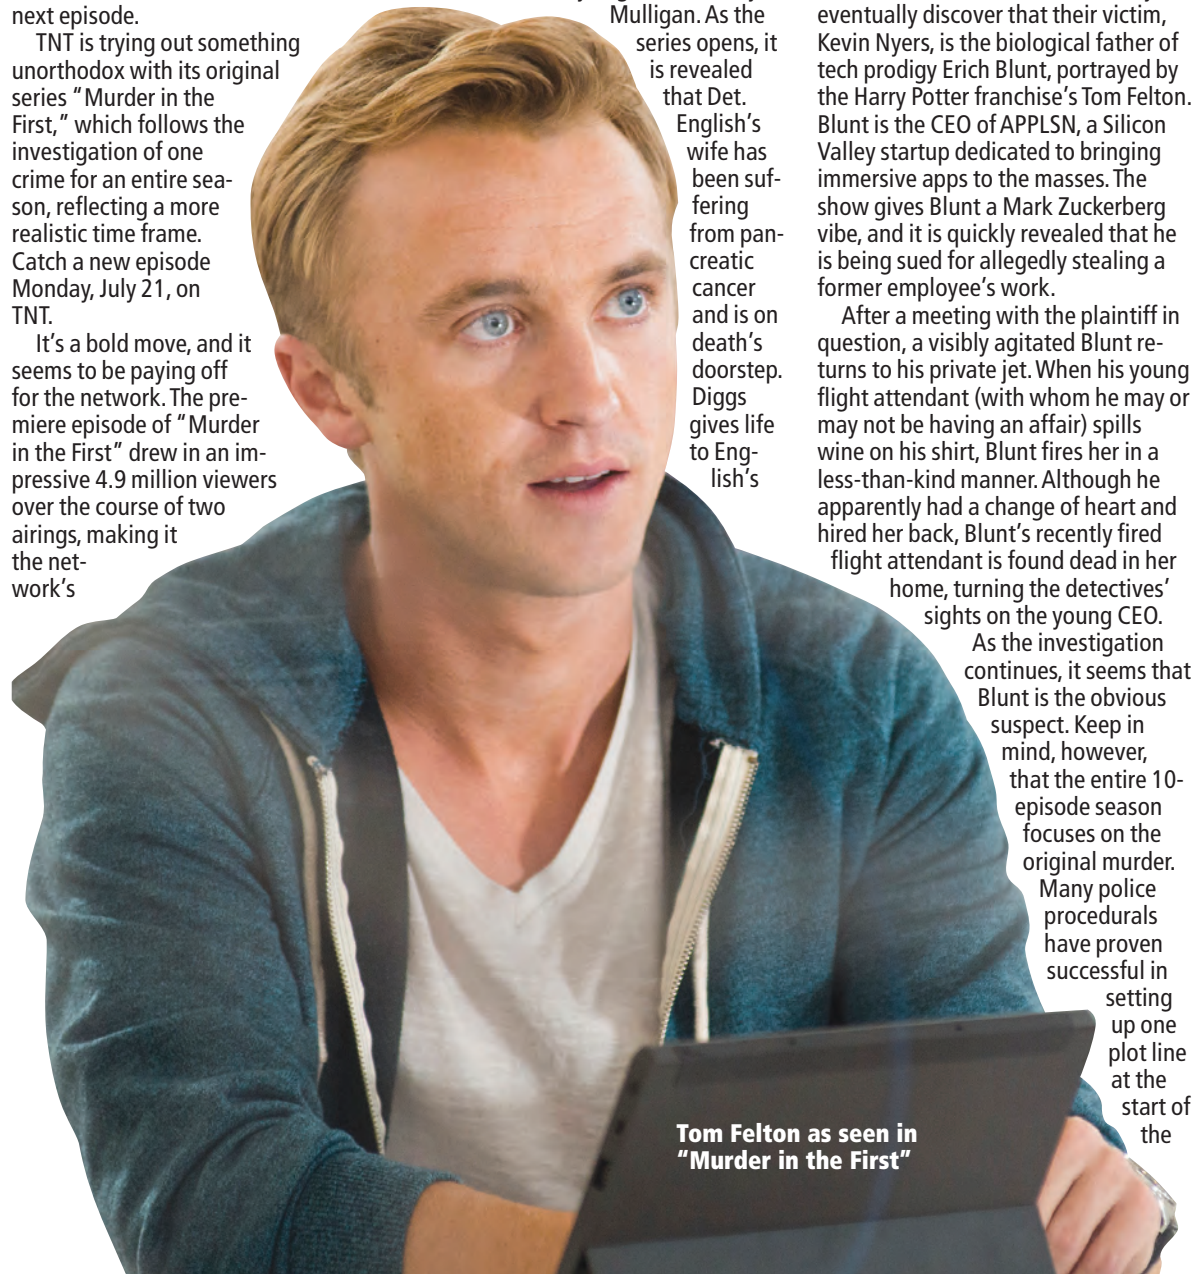 next episode.
TNT is trying out something
unorthodox with its original
series “Murder in the
First,” which follows the
investigation of one
crime for an entire sea-
son, reflecting a more
realistic time frame.
Catch a new episode
Monday, July 21, on
TNT.
It’s a bold move, and it
seems to be paying off
for the network. The pre-
miere episode of “Murder
in the First” drew in an im-
pressive 4.9 million viewers
over the course of two
airings, making it
the net-
work’s
Mulligan. As the
series opens, it
is revealed
that Det.
English’s
wife has
been suf-
fering
from pan-
creatic
cancer
and is on
death’s
doorstep.
Diggs
gives life
to Eng-
lish’s
eventually discover that their victim,
Kevin Nyers, is the biological father of
tech prodigy Erich Blunt, portrayed by
the Harry Potter franchise’s Tom Felton.
Blunt is the CEO of APPLSN, a Silicon
Valley startup dedicated to bringing
immersive apps to the masses. The
show gives Blunt a Mark Zuckerberg
vibe, and it is quickly revealed that he
is being sued for allegedly stealing a
former employee’s work.
After a meeting with the plaintiff in
question, a visibly agitated Blunt re-
turns to his private jet. When his young
flight attendant (with whom he may or
may not be having an affair) spills
wine on his shirt, Blunt fires her in a
less-than-kind manner. Although he
apparently had a change of heart and
hired her back, Blunt’s recently fired
flight attendant is found dead in her
home, turning the detectives’
sights on the young CEO.
As the investigation
continues, it seems that
Blunt is the obvious
suspect. Keep in
mind, however,
that the entire 10-
episode season
focuses on the
original murder.
Many police
procedurals
have proven
successful in
setting
up one
plot line
at the
start of
the
Tom Felton as seen in
“Murder in the First”